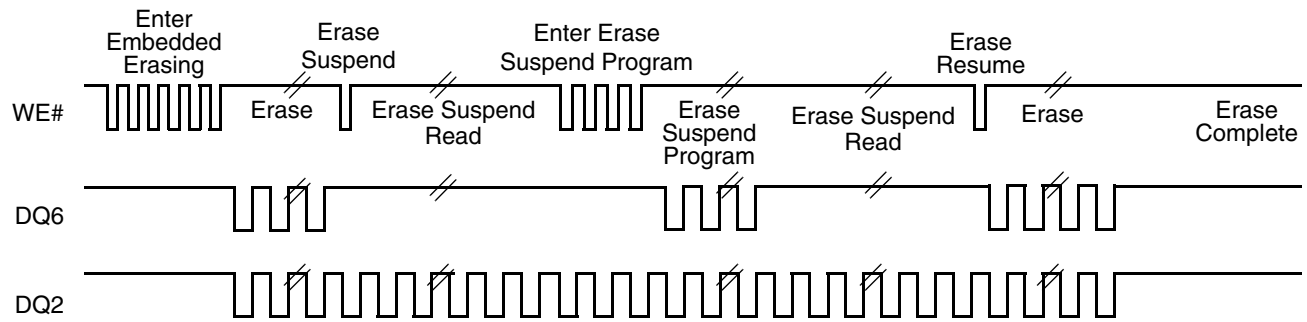 Enter
Embedded
Erasing
Erase
Suspend
Enter Erase
Suspend Program
Erase
Resume
WE#
Erase
Erase Suspend
Read
Erase
Suspend
Program
Erase Suspend
Read
Erase
Erase
Complete
DQ6
DQ2